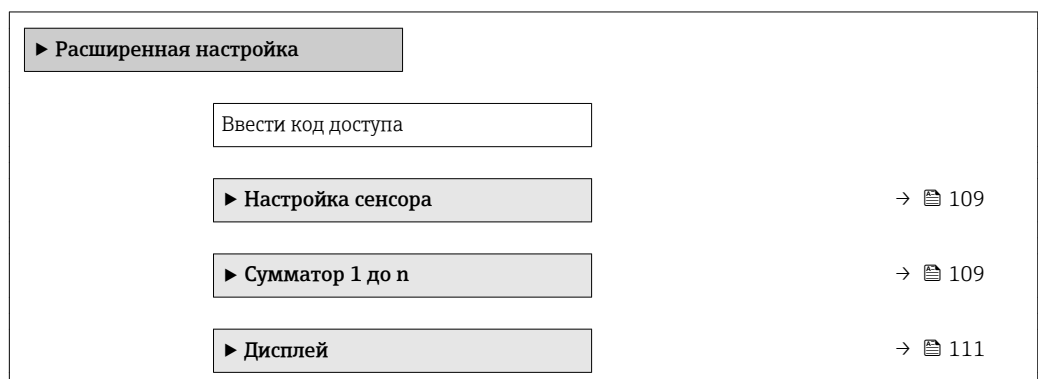 ▶ Расширенная настройка
Ввести код доступа
▶ Настройка сенсора → 109
▶ Сумматор 1 до n → 109
▶ Дисплей → 111